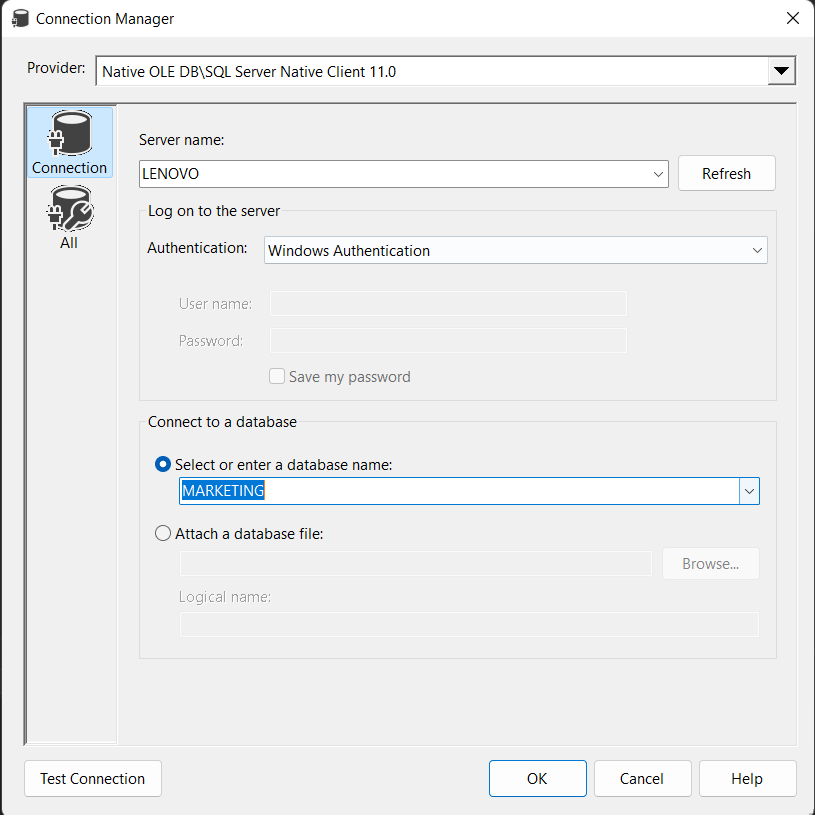 Connection Manager
Provider: Native OLE DB\SQL Server Native Client 11.0
Connection
All
Server name:
LENOVO Refresh
Log on to the server
Authentication: Windows Authentication
User name:
Password:
Save my password
Connect to a database
Select or enter a database name:
MARKETING
Attach a database file:
Browse...
Logical name:
Test Connection OK Cancel Help